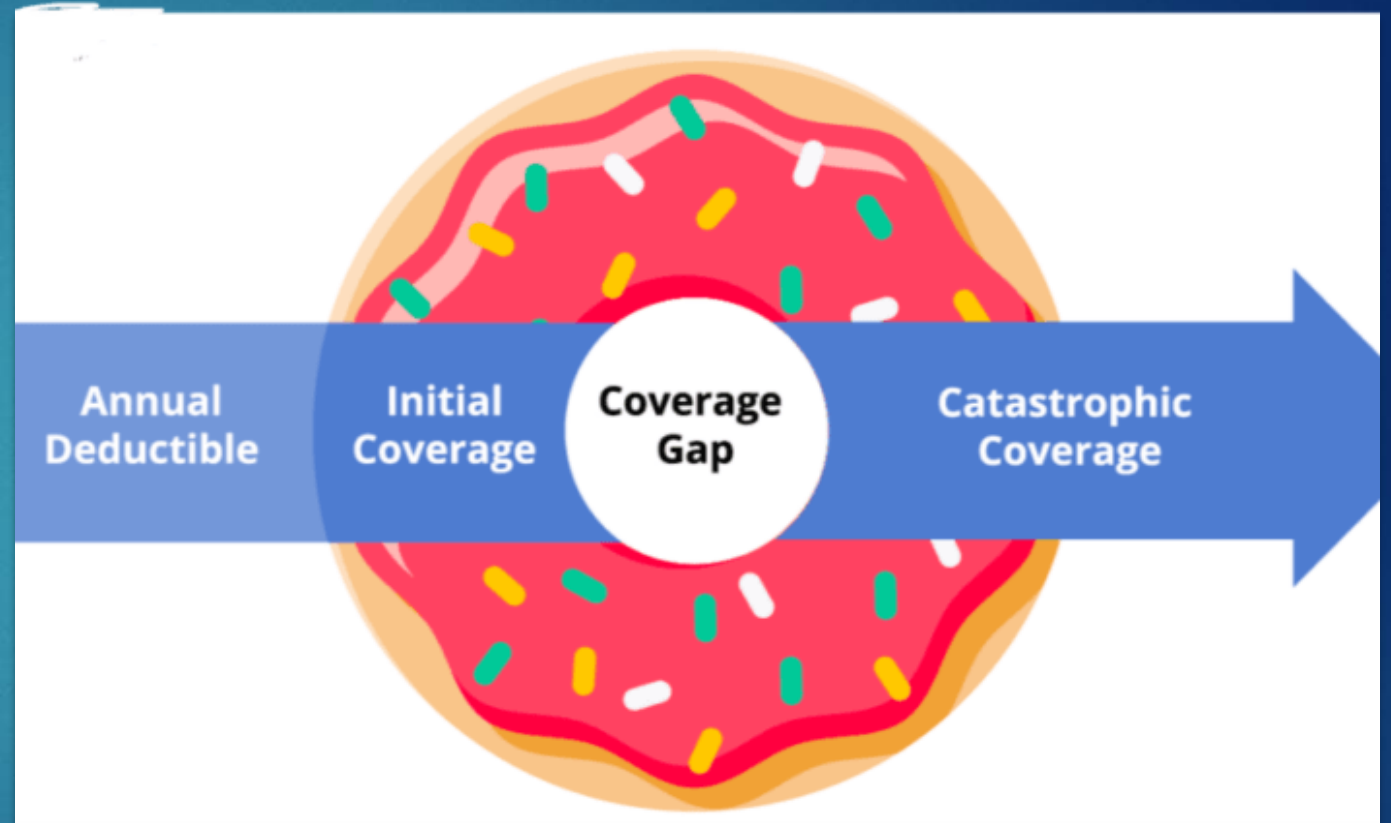 Annual
Deductible
Initial
Coverage
Coverage
Gap
Catastrophic
Coverage